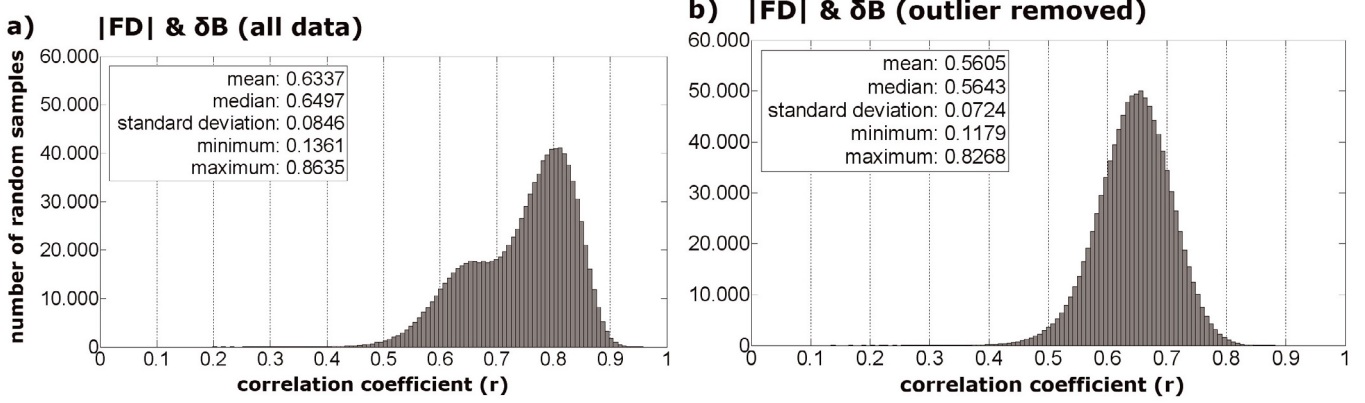 a)
|FD| & δB (all data)
number of random samples
60.000
50.000
40.000
30.000
20.000
10.000
0
mean: 0.6337
median: 0.6497
standard deviation: 0.0846
minimum: 0.1361
maximum: 0.8635
0 0.1 0.2 0.3 0.4 0.5 0.6 0.7 0.8 0.9 1
correlation coefficient (r)
b)
|FD| & δB (outlier removed)
60.000
50.000
40.000
30.000
20.000
10.000
0
mean: 0.5605
median: 0.5643
standard deviation: 0.0724
minimum: 0.1179
maximum: 0.8268
0 0.1 0.2 0.3 0.4 0.5 0.6 0.7 0.8 0.9 1
correlation coefficient (r)